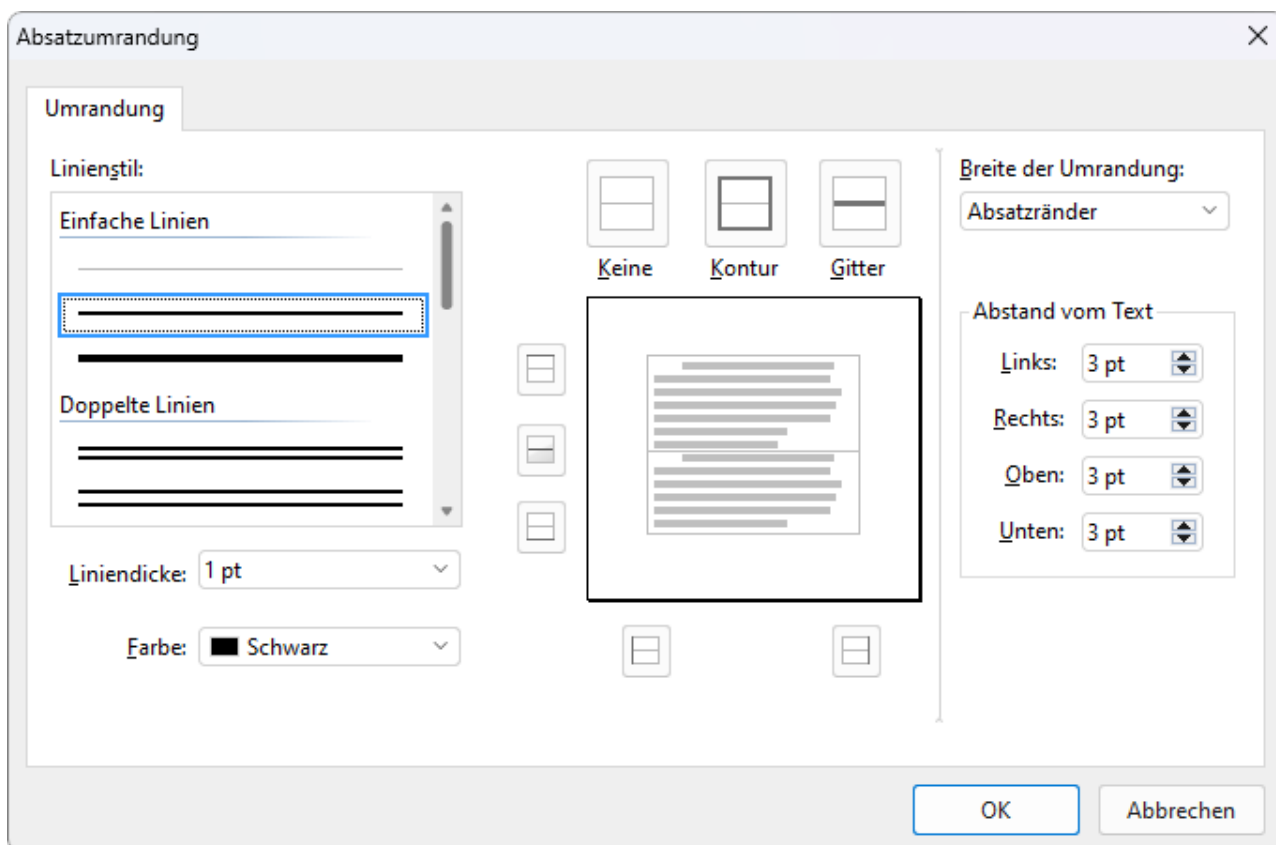 Absatzumrandung
Umrandung
Linienstil:
Einfache Linien
Doppelte Linien
Liniendicke: 1 pt
Farbe: Schwarz
Keine Kontur Gitter
Breite der Umrandung:
Absatzränder
Abstand vom Text
Links: 3 pt
Rechts: 3 pt
Oben: 3 pt
Unten: 3 pt
OK Abbrechen